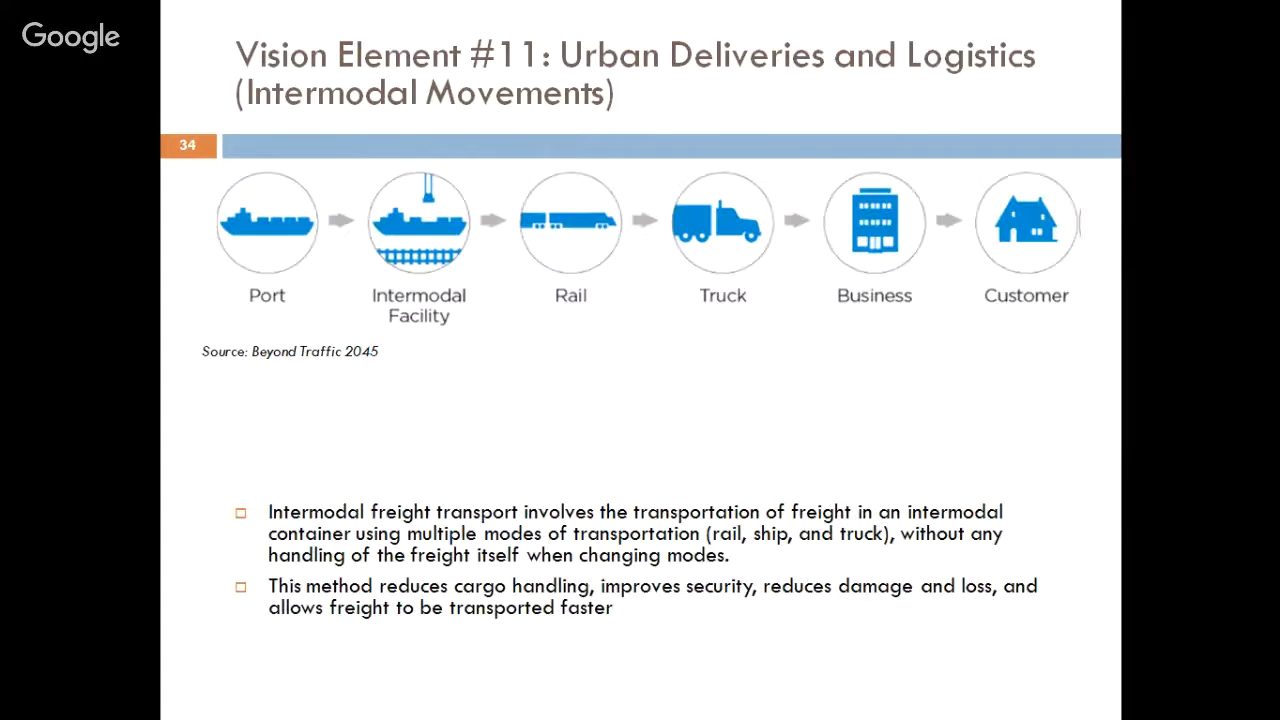 Google
Vision Element #11: Urban Deliveries and Logistics
(Intermodal Movements)
34
Port
Intermodal
Facility
Rail
Truck
Business
Customer
Source: Beyond Traffic 2045
Intermodal freight transport involves the transportation of freight in an intermodal
container using multiple modes of transportation (rail, ship, and truck), without any
handling of the freight itself when changing modes.
This method reduces cargo handling, improves security, reduces damage and loss, and
allows freight to be transported faster